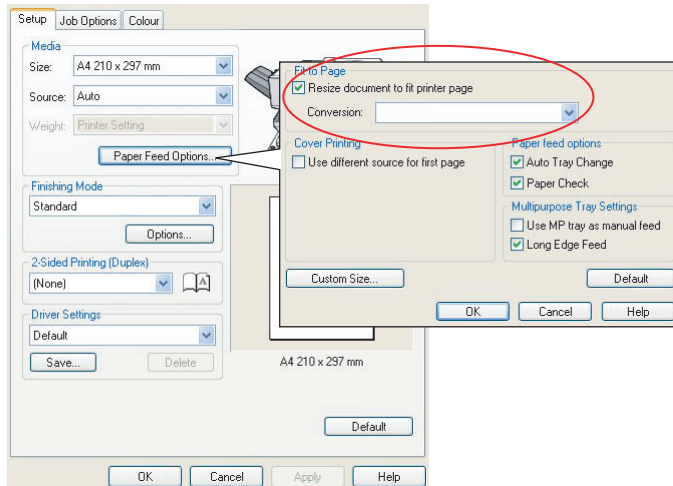 Setup Job Options Colour
Media
Size: A4 210 x 297 mm
Source: Auto
Weight: Printer Setting
Paper Feed Options...
Finishing Mode
Standard
Options...
2-Sided Printing (Duplex)
(None)
A
Driver Settings
Default
Save... Delete
A4 210 x 297 mm
Default
OK Cancel Apply Help
Fit to Page
Resize document to fit printer page
Conversion:
Cover Printing
Use different source for first page
Paper feed options
Auto Tray Change
Paper Check
Multipurpose Tray Settings
Use MP tray as manual feed
Long Edge Feed
Custom Size... Default
OK Cancel Help